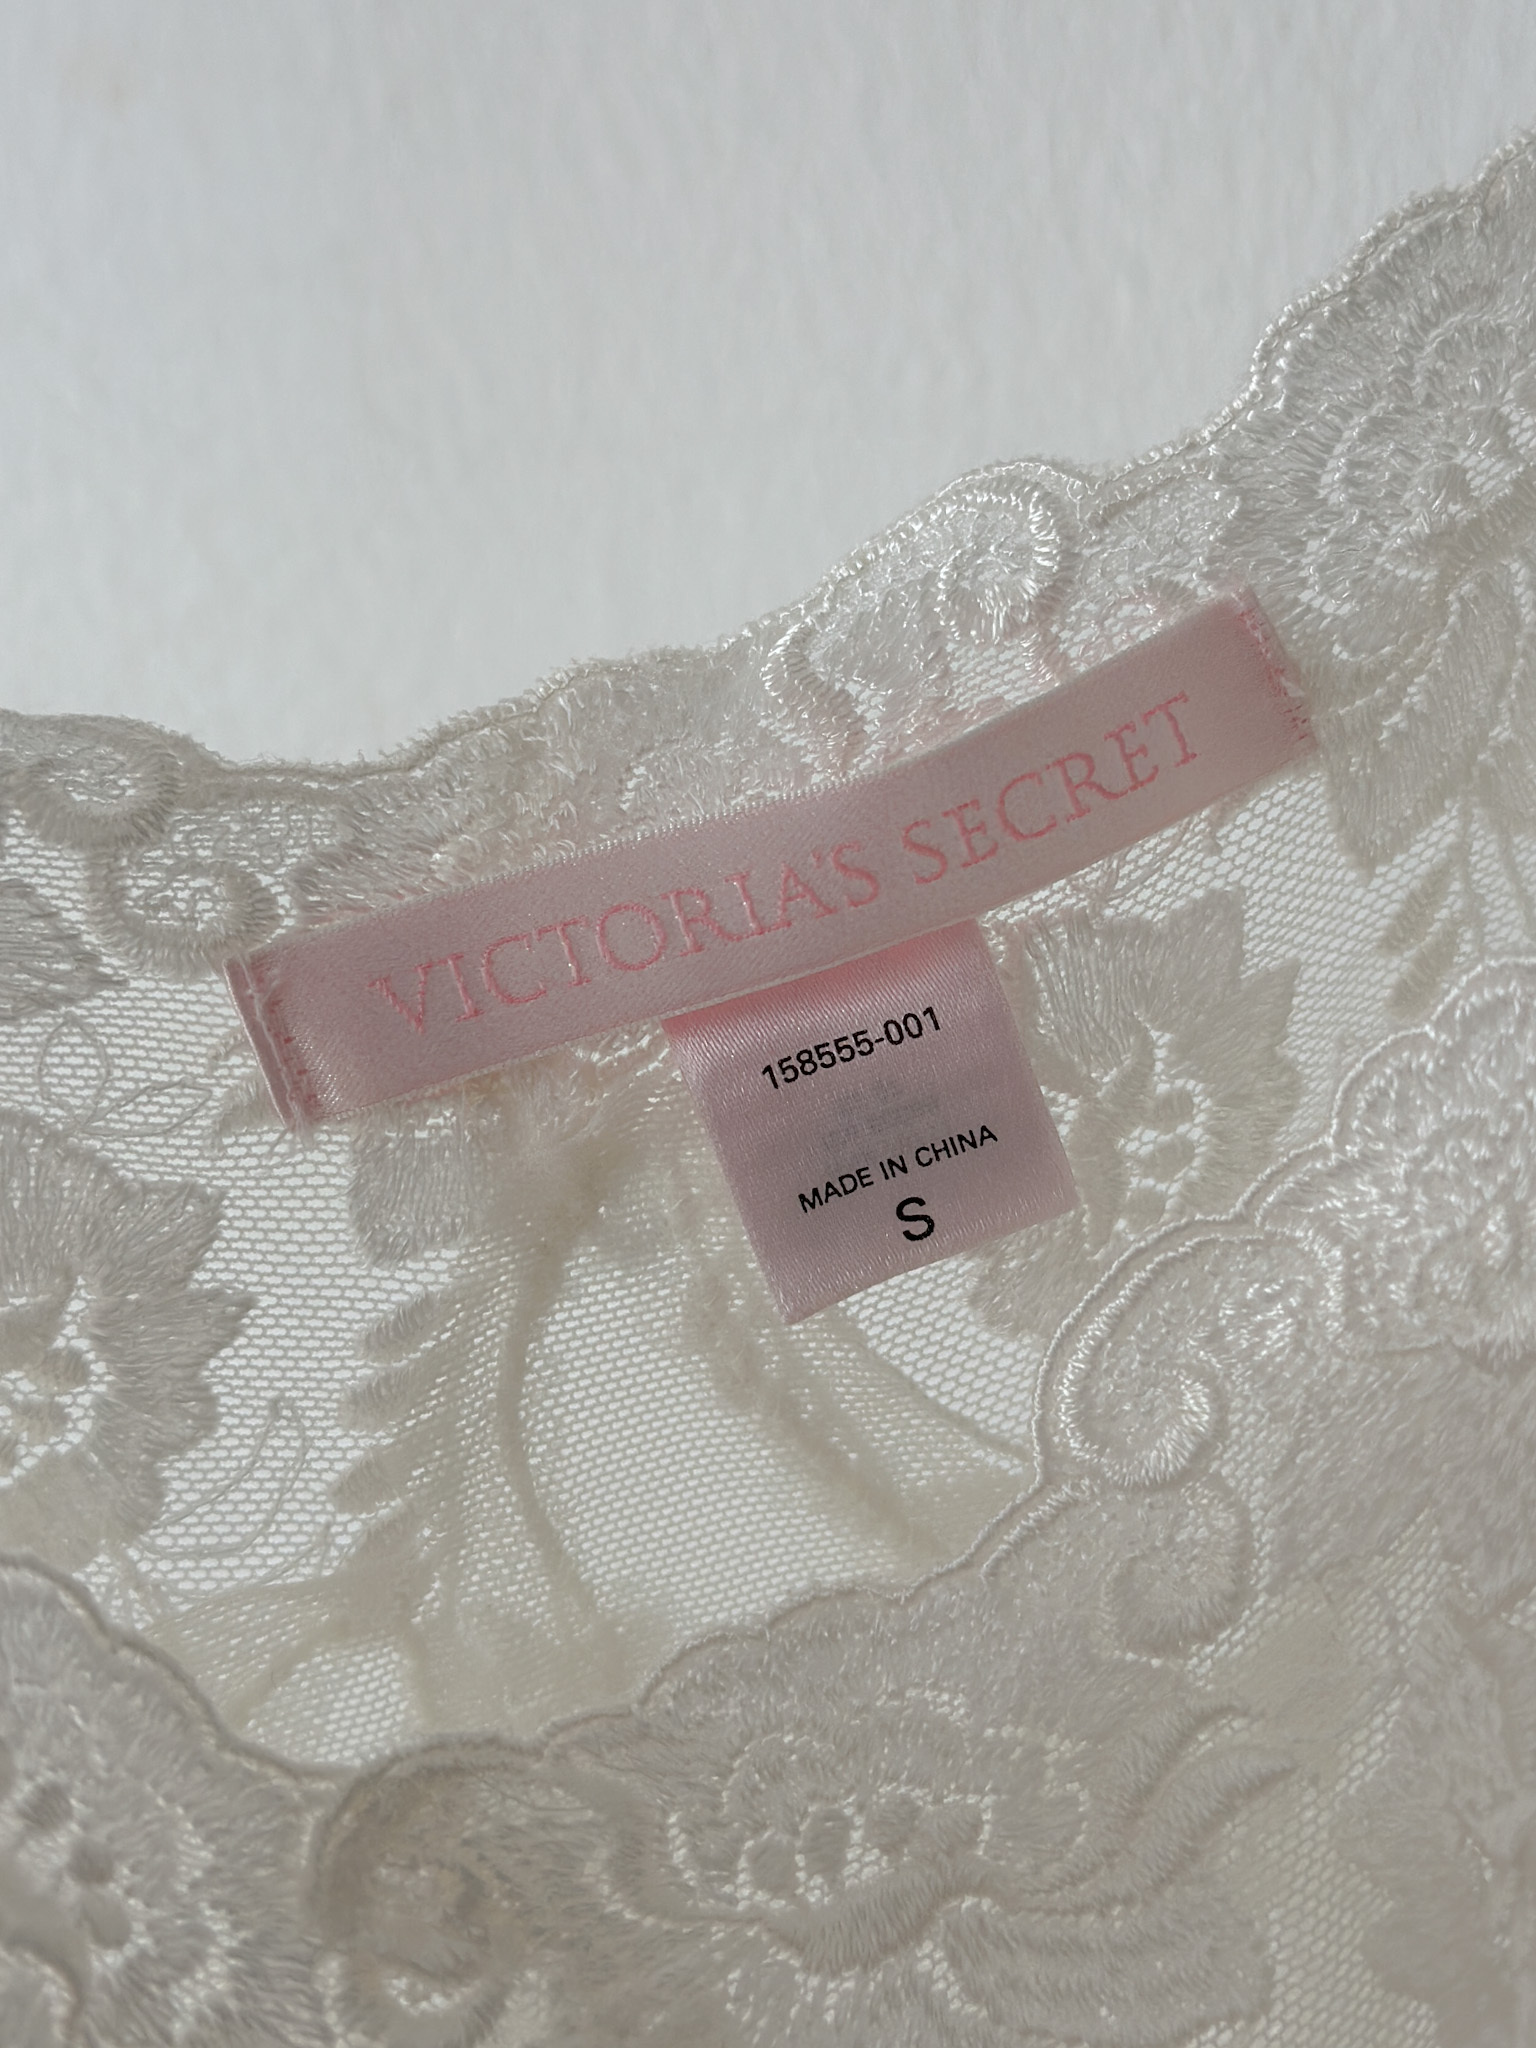 VICTORIA'S SECRET
158555-001
MADE IN CHINA
S